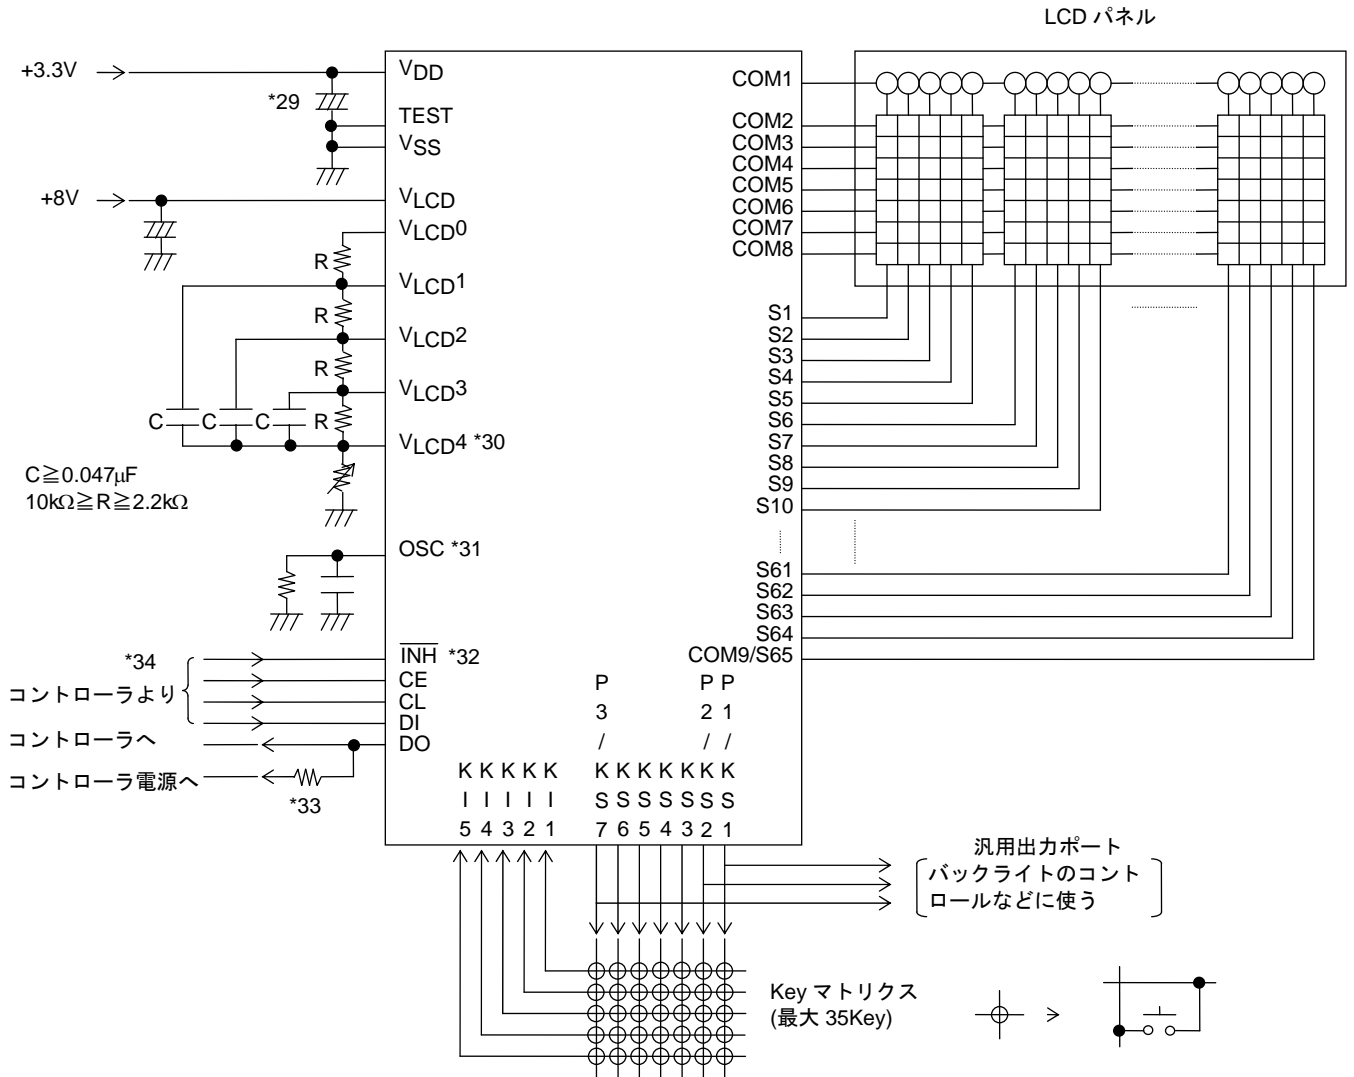 LCD パネル
+3.3V
VDD
*29
TEST
VSS
+8V
VLCD
VLCD0
R
VLCD1
R
VLCD2
R
VLCD3
C
C
C
R
VLCD4 *30
C≧0.047μF
10kΩ≧R≧2.2kΩ
OSC *31
*34
コントローラより
INH *32
CE
CL
DI
コントローラへ
DO
コントローラ電源へ
*33
COM1
COM2
COM3
COM4
COM5
COM6
COM7
COM8
S1
S2
S3
S4
S5
S6
S7
S8
S9
S10
S61
S62
S63
S64
COM9/S65
P P P
3 2 1
/ / /
K K K K K K K K K K K K
I I I I I S S S S S S S
5 4 3 2 1 7 6 5 4 3 2 1
汎用出力ポート
バックライトのコント
ロールなどに使う
Key マトリクス
(最大 35Key)